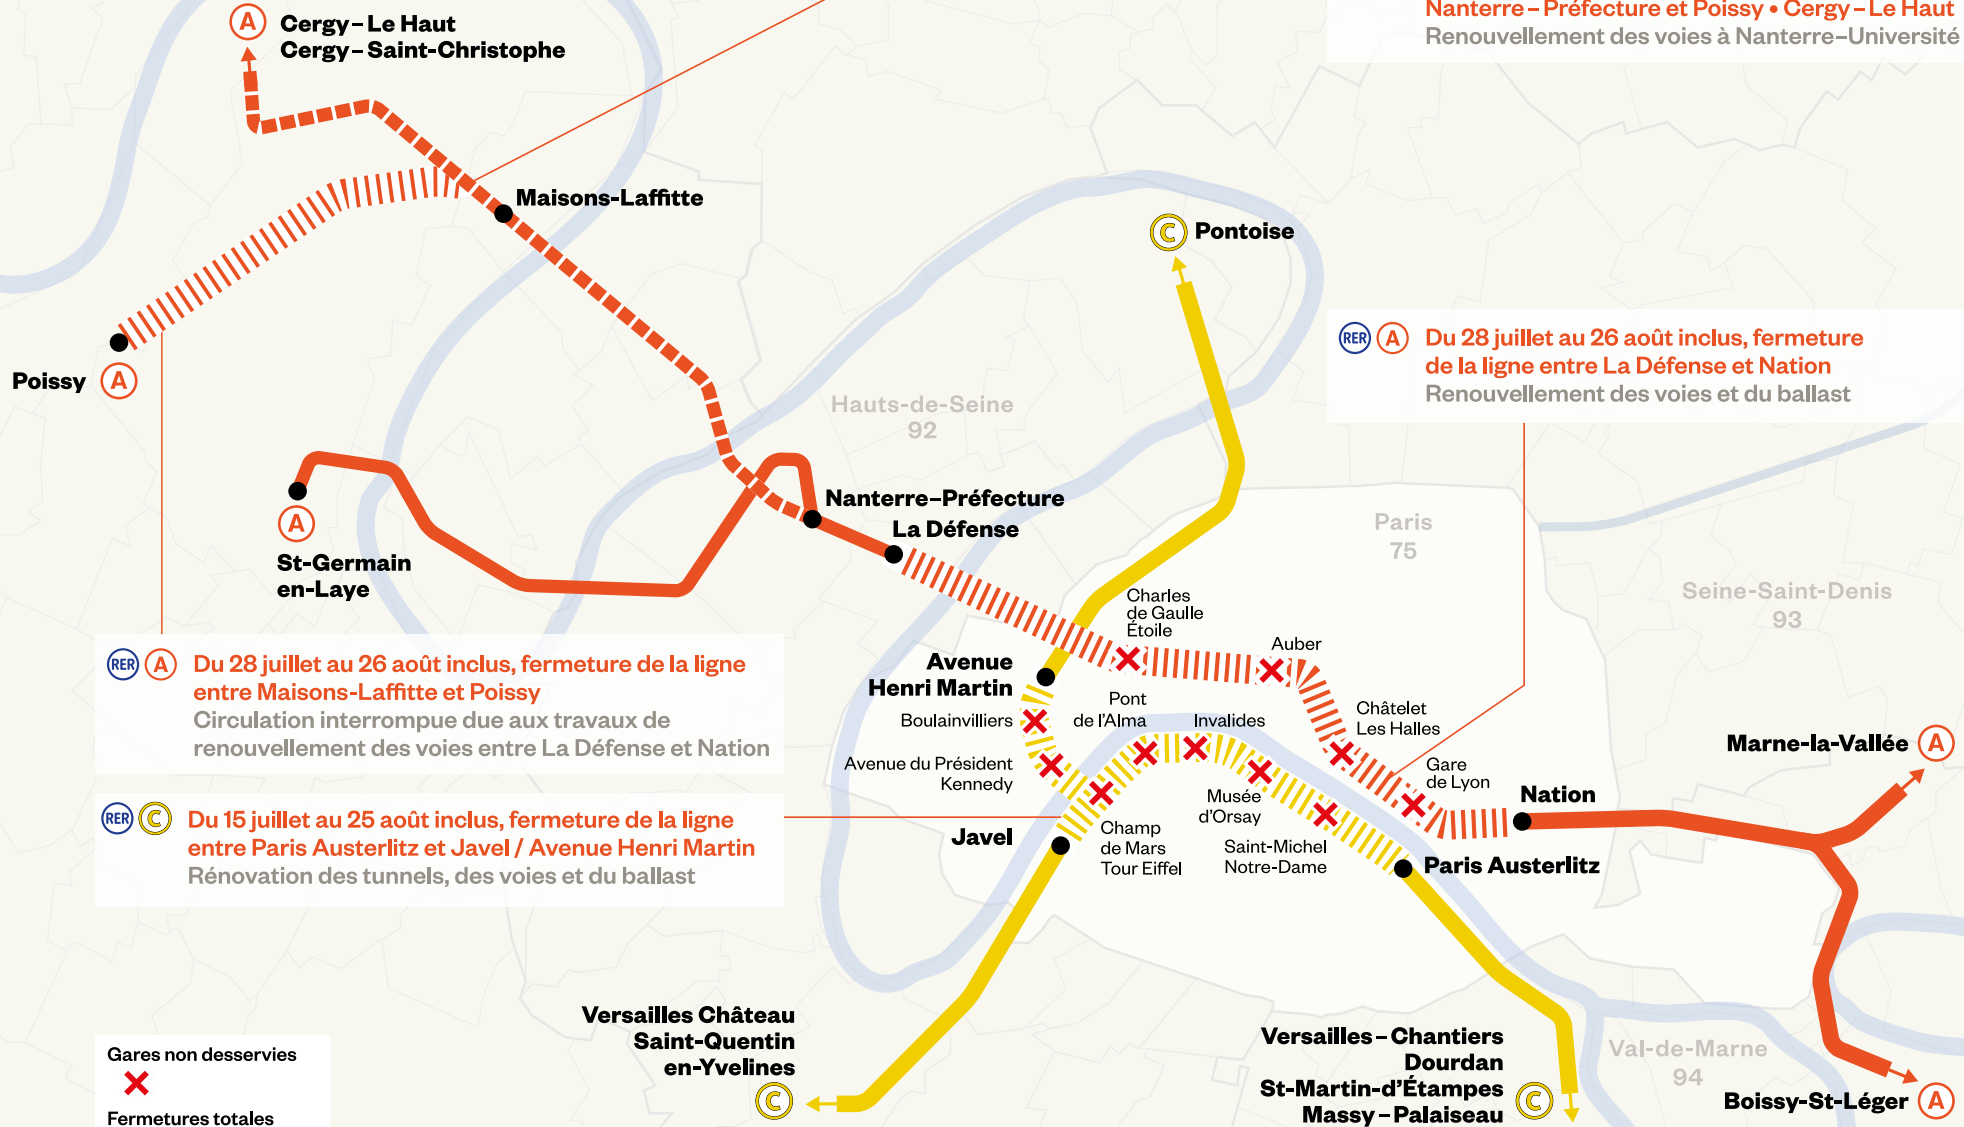 A
Cergy – Le Haut
Cergy – Saint-Christophe
Nanterre – Préfecture et Poissy • Cergy – Le Haut
Renouvellement des voies à Nanterre–Université
Maisons-Laffitte
C
Pontoise
Poissy
A
RER A
Du 28 juillet au 26 août inclus, fermeture
de la ligne entre La Défense et Nation
Renouvellement des voies et du ballast
Hauts-de-Seine
92
Nanterre–Préfecture
La Défense
A
St-Germain
en-Laye
Paris
75
Seine-Saint-Denis
93
Charles
de Gaulle
Étoile
Auber
RER A
Du 28 juillet au 26 août inclus, fermeture de la ligne
entre Maisons-Laffitte et Poissy
Circulation interrompue due aux travaux de
renouvellement des voies entre La Défense et Nation
Avenue
Henri Martin
Boulainvilliers
Pont
de l'Alma
Invalides
Châtelet
Les Halles
Avenue du Président
Kennedy
Gare
de Lyon
Marne-la-Vallée
A
RER C
Du 15 juillet au 25 août inclus, fermeture de la ligne
entre Paris Austerlitz et Javel / Avenue Henri Martin
Rénovation des tunnels, des voies et du ballast
Javel
Champ
de Mars
Tour Eiffel
Musée
d'Orsay
Saint-Michel
Notre-Dame
Nation
Paris Austerlitz
Versailles Château
Saint-Quentin
en-Yvelines
C
Versailles – Chantiers
Dourdan
St-Martin-d'Étampes
Massy – Palaiseau
C
Val-de-Marne
94
Boissy-St-Léger
A
Gares non desservies
Fermetures totales